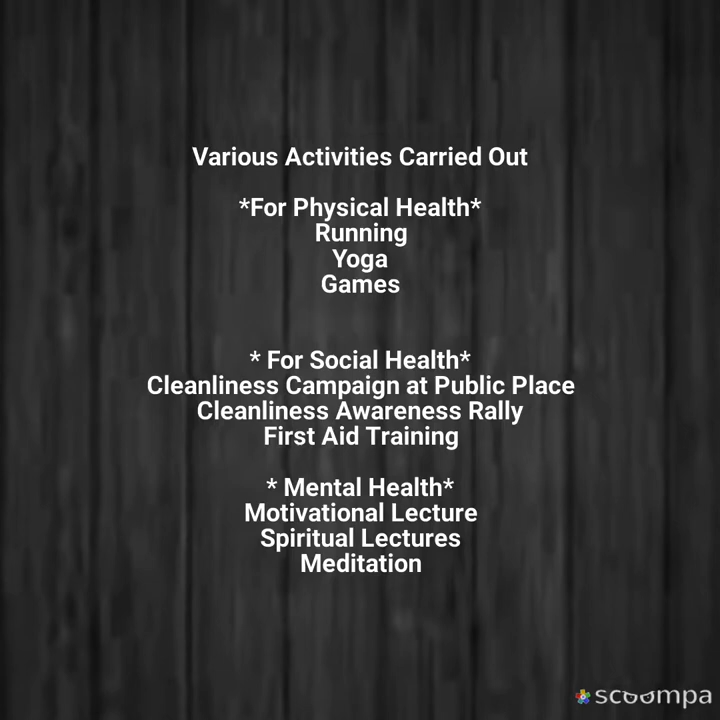 Various Activities Carried Out
*For Physical Health*
Running
Yoga
Games
* For Social Health*
Cleanliness Campaign at Public Place
Cleanliness Awareness Rally
First Aid Training
* Mental Health*
Motivational Lecture
Spiritual Lectures
Meditation
scoompa